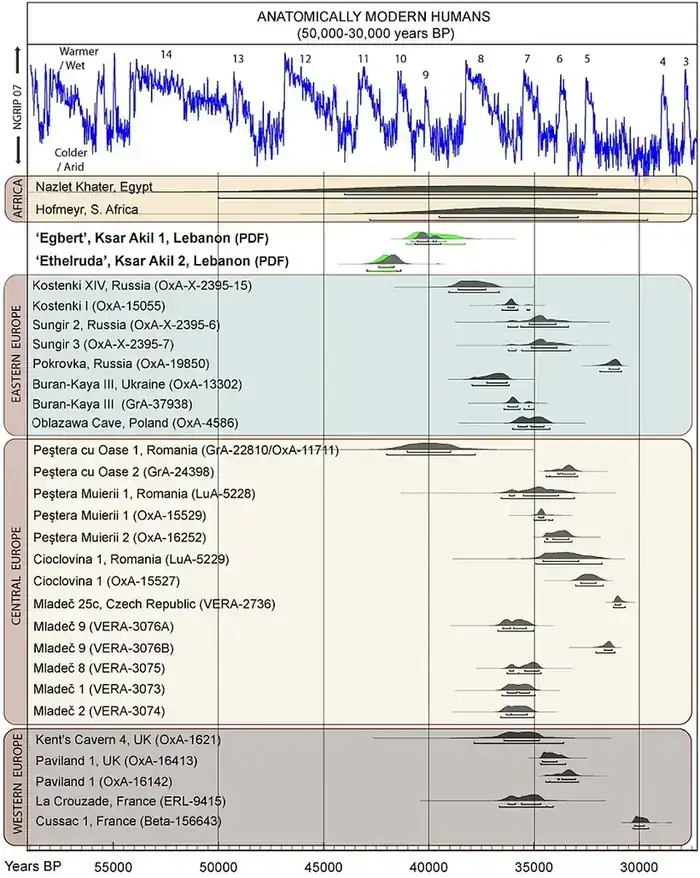 ANATOMICALLY MODERN HUMANS
(50,000-30,000 years BP)
NGRIP 07
Warmer
/ Wet
Colder
/ Arid
14
13
12
11
10
9
8
7
6
5
4
3
AFRICA
Nazlet Khater, Egypt
Hofmeyr, S. Africa
‘Egbert’, Ksar Akil 1, Lebanon (PDF)
‘Ethelruda’, Ksar Akil 2, Lebanon (PDF)
EASTERN EUROPE
Kostenki XIV, Russia (OxA-X-2395-15)
Kostenki I (OxA-15055)
Sungir 2, Russia (OxA-X-2395-6)
Sungir 3 (OxA-X-2395-7)
Pokrovka, Russia (OxA-19850)
Buran-Kaya III, Ukraine (OxA-13302)
Buran-Kaya III (GrA-37938)
Oblazawa Cave, Poland (OxA-4586)
CENTRAL EUROPE
Peştera cu Oase 1, Romania (GrA-22810/OxA-11711)
Peştera cu Oase 2 (GrA-24398)
Peştera Muierii 1, Romania (LuA-5228)
Peştera Muierii 1 (OxA-15529)
Peştera Muierii 2 (OxA-16252)
Cioclovina 1, Romania (LuA-5229)
Cioclovina 1 (OxA-15527)
Mladeč 25c, Czech Republic (VERA-2736)
Mladeč 9 (VERA-3076A)
Mladeč 9 (VERA-3076B)
Mladeč 8 (VERA-3075)
Mladeč 1 (VERA-3073)
Mladeč 2 (VERA-3074)
WESTERN EUROPE
Kent's Cavern 4, UK (OxA-1621)
Paviland 1, UK (OxA-16413)
Paviland 1 (OxA-16142)
La Crouzade, France (ERL-9415)
Cussac 1, France (Beta-156643)
Years BP 55000 50000 45000 40000 35000 30000